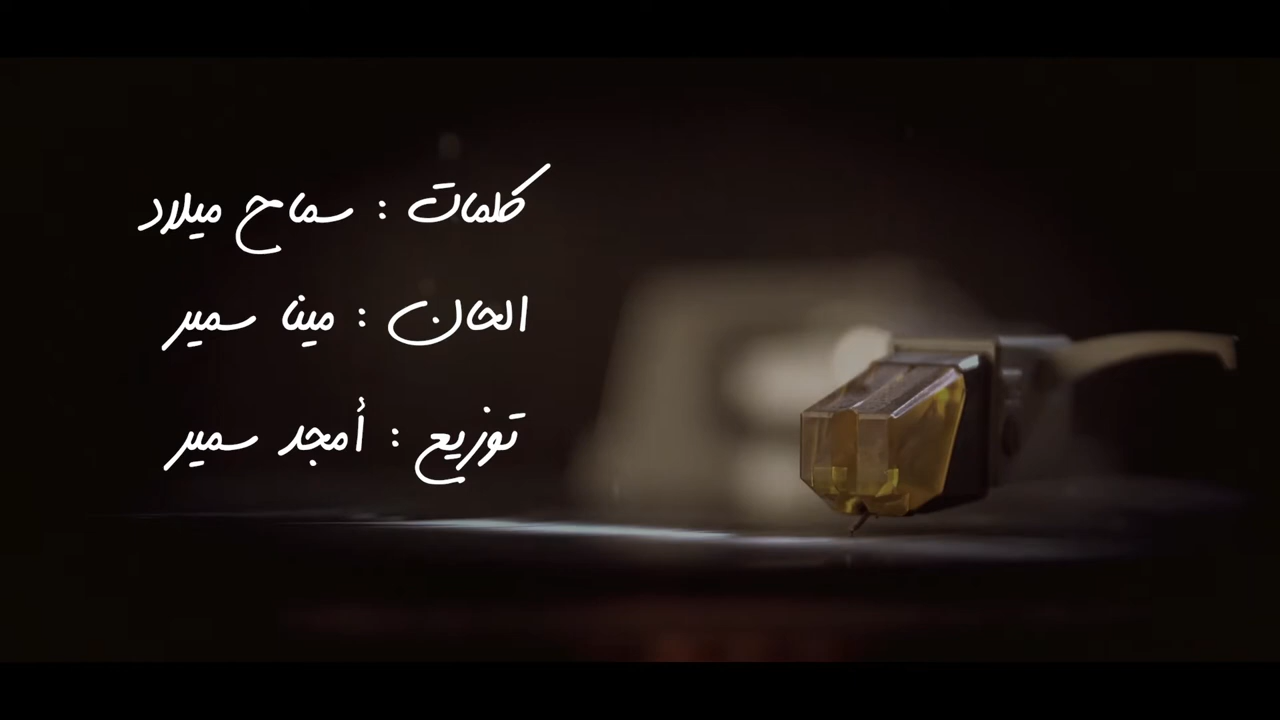 كلمات : سماح ميلاد
الحان : مينا سمير
توزيع : أمجد سمير